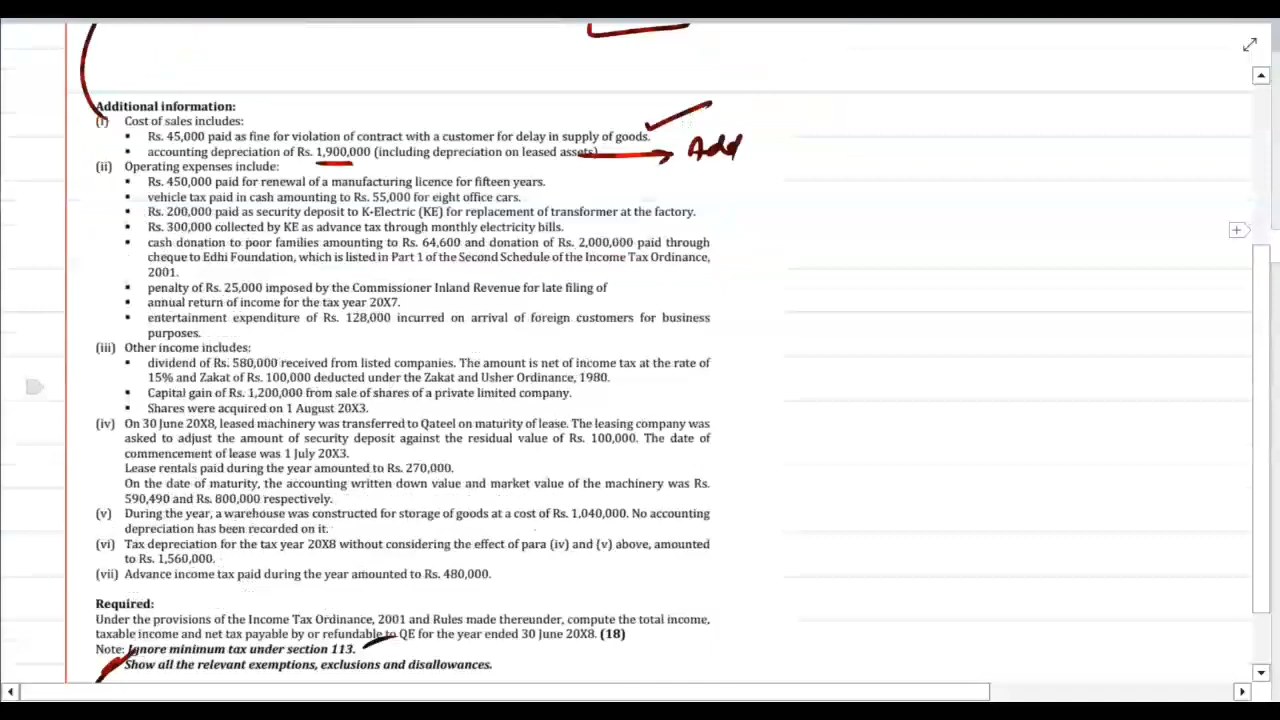 Additional information:
(i) Cost of sales includes:
▪ Rs. 45,000 paid as fine for violation of contract with a customer for delay in supply of goods.
▪ accounting depreciation of Rs. 1,900,000 (including depreciation on leased assets) Add
(ii) Operating expenses include:
▪ Rs. 450,000 paid for renewal of a manufacturing licence for fifteen years.
▪ vehicle tax paid in cash amounting to Rs. 55,000 for eight office cars.
▪ Rs. 200,000 paid as security deposit to K-Electric (KE) for replacement of transformer at the factory.
▪ Rs. 300,000 collected by KE as advance tax through monthly electricity bills.
▪ cash donation to poor families amounting to Rs. 64,600 and donation of Rs. 2,000,000 paid through
cheque to Edhi Foundation, which is listed in Part 1 of the Second Schedule of the Income Tax Ordinance,
2001.
▪ penalty of Rs. 25,000 imposed by the Commissioner Inland Revenue for late filing of
▪ annual return of income for the tax year 20X7.
▪ entertainment expenditure of Rs. 128,000 incurred on arrival of foreign customers for business
purposes.
(iii) Other income includes:
▪ dividend of Rs. 580,000 received from listed companies. The amount is net of income tax at the rate of
15% and Zakat of Rs. 100,000 deducted under the Zakat and Usher Ordinance, 1980.
▪ Capital gain of Rs. 1,200,000 from sale of shares of a private limited company.
▪ Shares were acquired on 1 August 20X3.
(iv) On 30 June 20X8, leased machinery was transferred to Qateel on maturity of lease. The leasing company was
asked to adjust the amount of security deposit against the residual value of Rs. 100,000. The date of
commencement of lease was 1 July 20X3.
Lease rentals paid during the year amounted to Rs. 270,000.
On the date of maturity, the accounting written down value and market value of the machinery was Rs.
590,490 and Rs. 800,000 respectively.
(v) During the year, a warehouse was constructed for storage of goods at a cost of Rs. 1,040,000. No accounting
depreciation has been recorded on it.
(vi) Tax depreciation for the tax year 20X8 without considering the effect of para (iv) and (v) above, amounted
to Rs. 1,560,000.
(vii) Advance income tax paid during the year amounted to Rs. 480,000.
Required:
Under the provisions of the Income Tax Ordinance, 2001 and Rules made thereunder, compute the total income,
taxable income and net tax payable by or refundable to QE for the year ended 30 June 20X8. (18)
Note: Ignore minimum tax under section 113.
Show all the relevant exemptions, exclusions and disallowances.